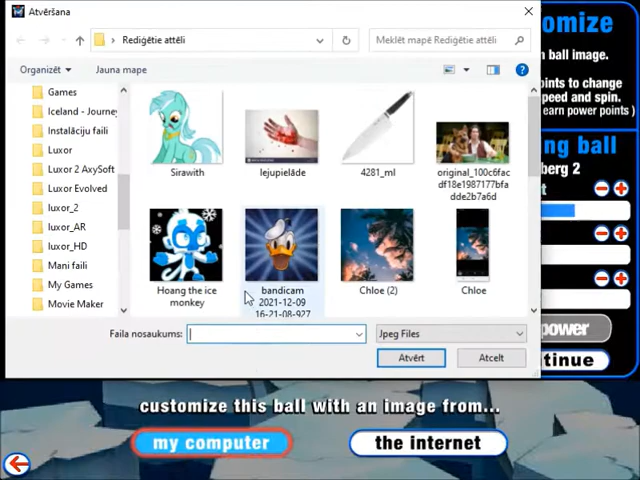 Atvēršana
Rediģētie attēli
Meklēt mapē Rediģētie attēli
Organizēt
Jauna mape
Games
Iceland - Journey
Instalāciju faili
Luxor
Luxor 2 AxySoft
Luxor Evolved
luxor_2
luxor_AR
luxor_HD
Mani faili
My Games
Movie Maker
Sirawith
lejupielāde
4281_ml
original_100c6fac
df18e1987177bfa
dde2b7a6d
Hoang the ice
monkey
bandicam
2021-12-09
16-21-08-927
Chloe (2)
Chloe
Faila nosaukums:
Jpeg Files
Atvērt
Atcelt
omize
n ball image.
oints to change
peed and spin.
earn power points )
ng ball
berg 2
t
power
tinue
customize this ball with an image from...
my computer
the internet